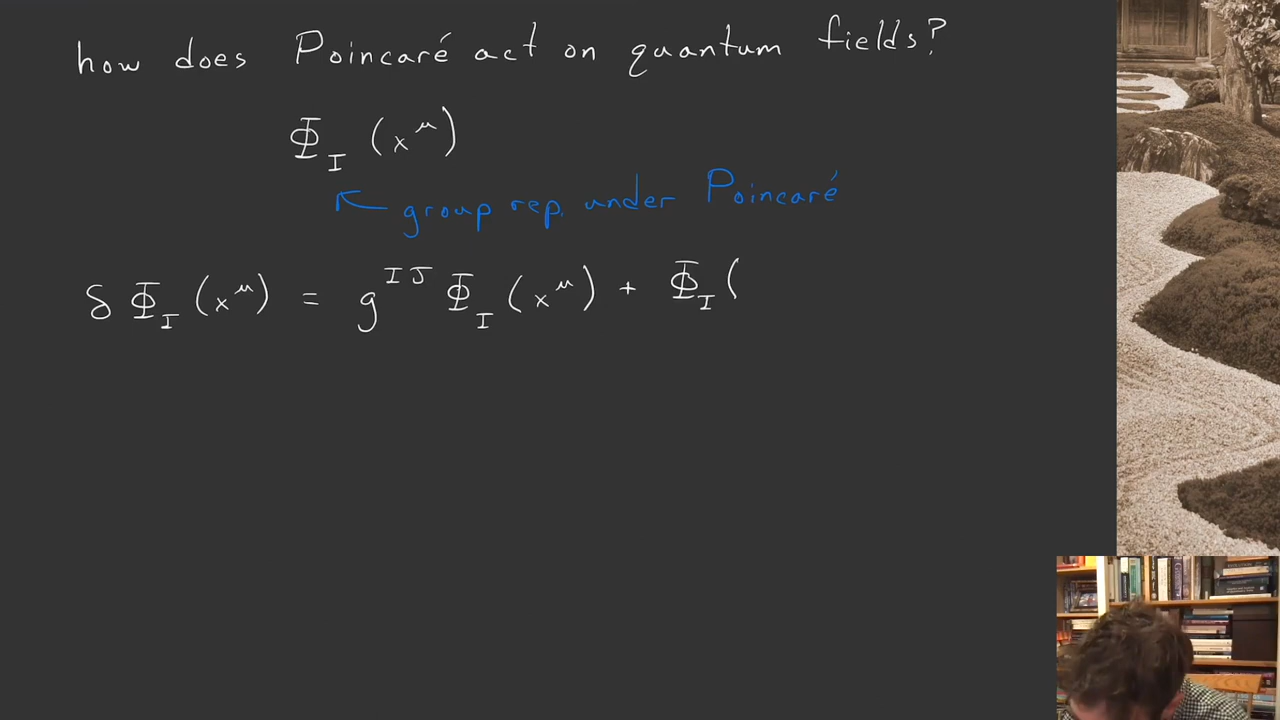 how does Poincaré act on quantum fields?
Φ_I (x^μ)
group rep. under Poincaré
δ Φ_I (x^μ) = g^{IJ} Φ_I (x^μ) + Φ_I (